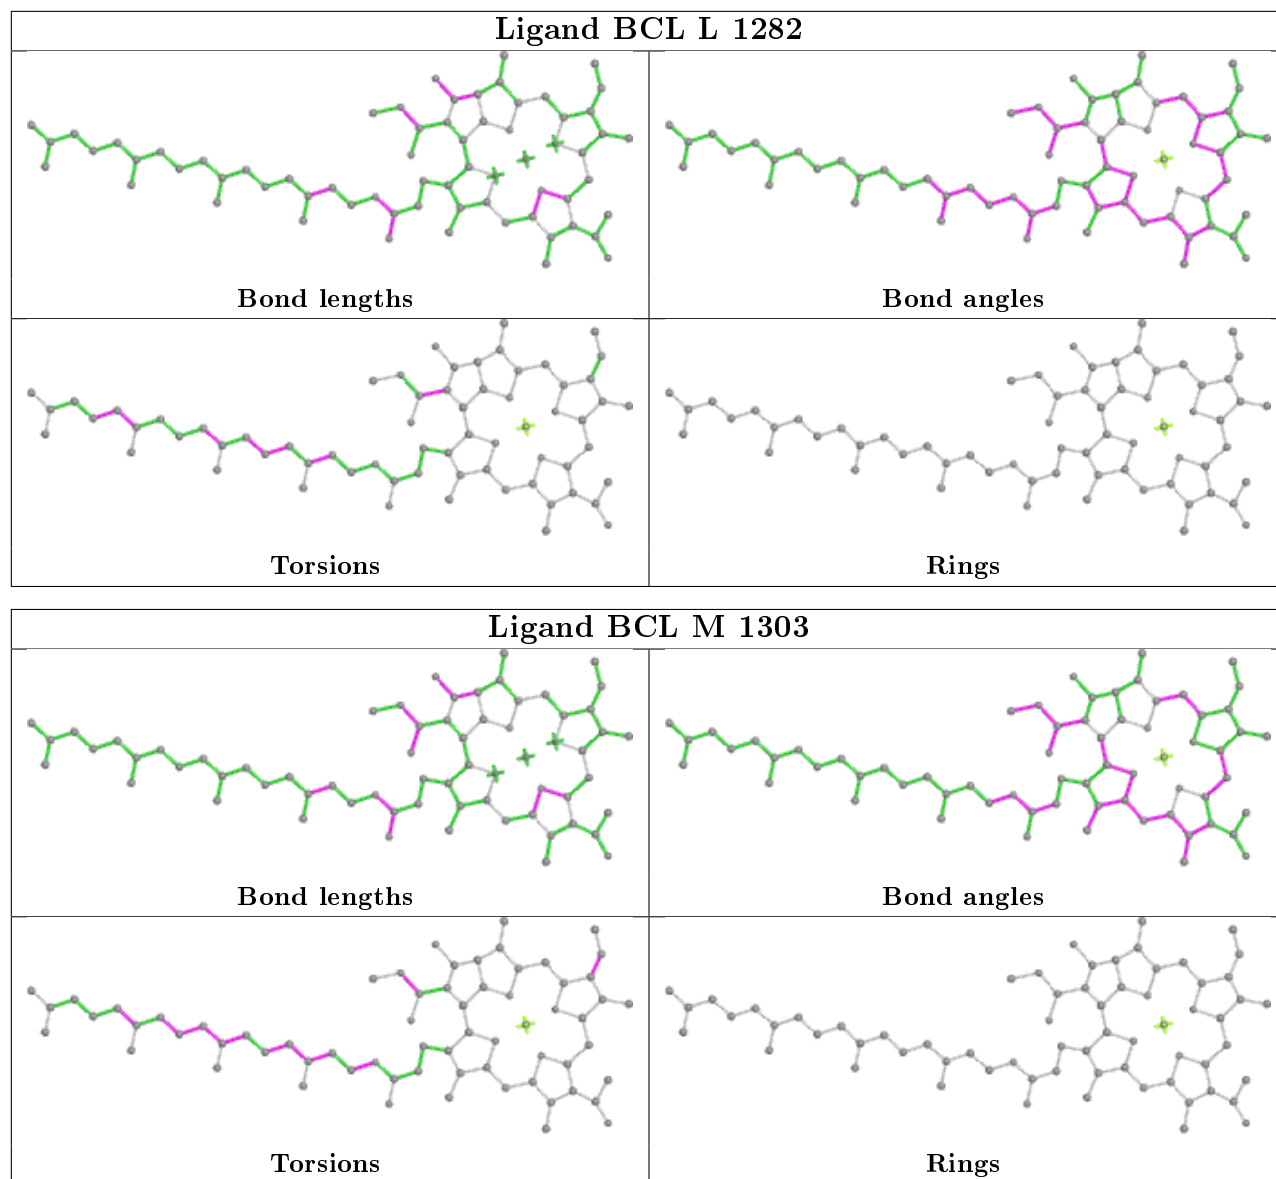 Ligand BCL L 1282
Bond lengths
Bond angles
Torsions
Rings
Ligand BCL M 1303
Bond lengths
Bond angles
Torsions
Rings